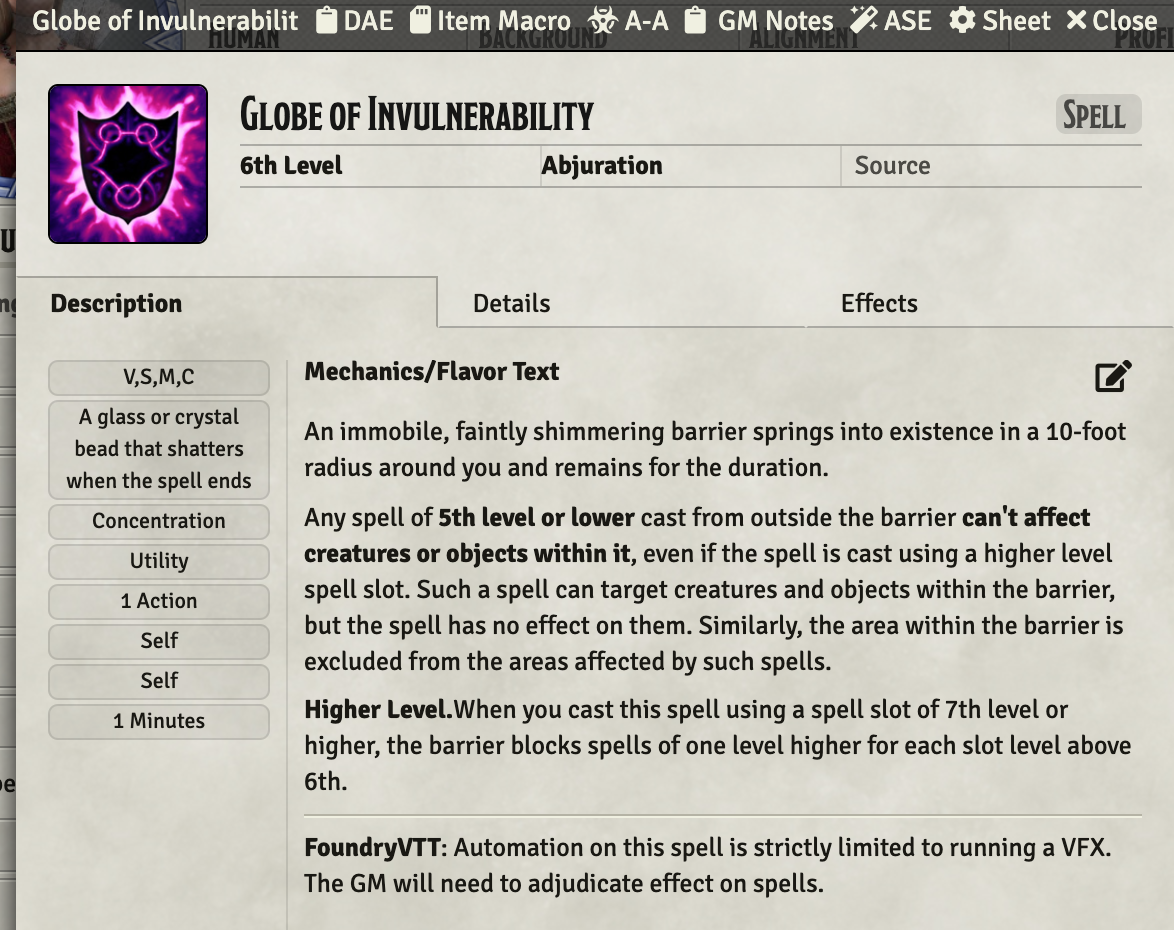 Globe of Invulnerabilit DAE Item Macro A-A GM Notes ASE Sheet Close
HUMAN BACKGROUND ALIGNMENT PROFI
GLOBE OF INVULNERABILITY SPELL
6th Level Abjuration Source
Description Details Effects
V,S,M,C
A glass or crystal
bead that shatters
when the spell ends
Concentration
Utility
1 Action
Self
Self
1 Minutes
Mechanics/Flavor Text
An immobile, faintly shimmering barrier springs into existence in a 10-foot
radius around you and remains for the duration.
Any spell of 5th level or lower cast from outside the barrier can't affect
creatures or objects within it, even if the spell is cast using a higher level
spell slot. Such a spell can target creatures and objects within the barrier,
but the spell has no effect on them. Similarly, the area within the barrier is
excluded from the areas affected by such spells.
Higher Level.When you cast this spell using a spell slot of 7th level or
higher, the barrier blocks spells of one level higher for each slot level above
6th.
FoundryVTT: Automation on this spell is strictly limited to running a VFX.
The GM will need to adjudicate effect on spells.